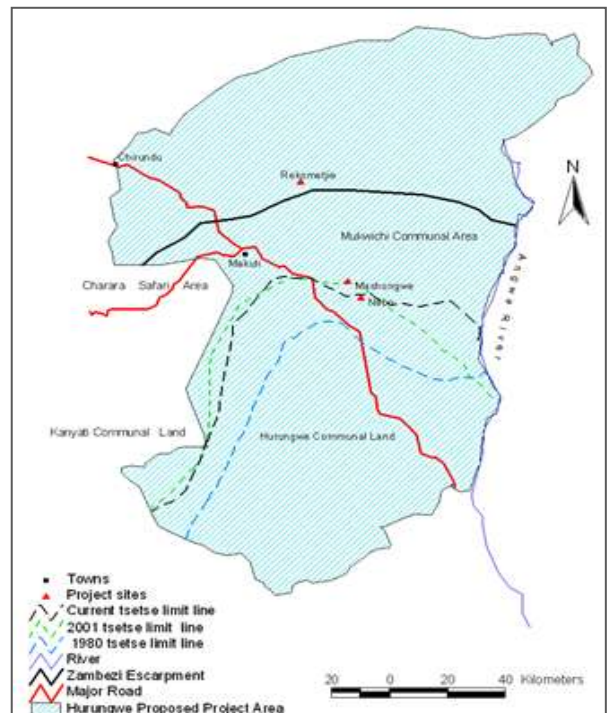 Chirundu
N
Rekometjie
Mukwichi Communal Area
Makuti
Angwe River
Charara Safari Area
Mashongwe
Kanyati Communal Land
Hurungwe Communal Land
Towns
Project sites
Current tsetse limit line
2001 tsetse limit line
1980 tsetse limit line
River
Zambezi Escarpment
Major Road
Hurungwe Proposed Project Area
20 0 20 40 Kilometers